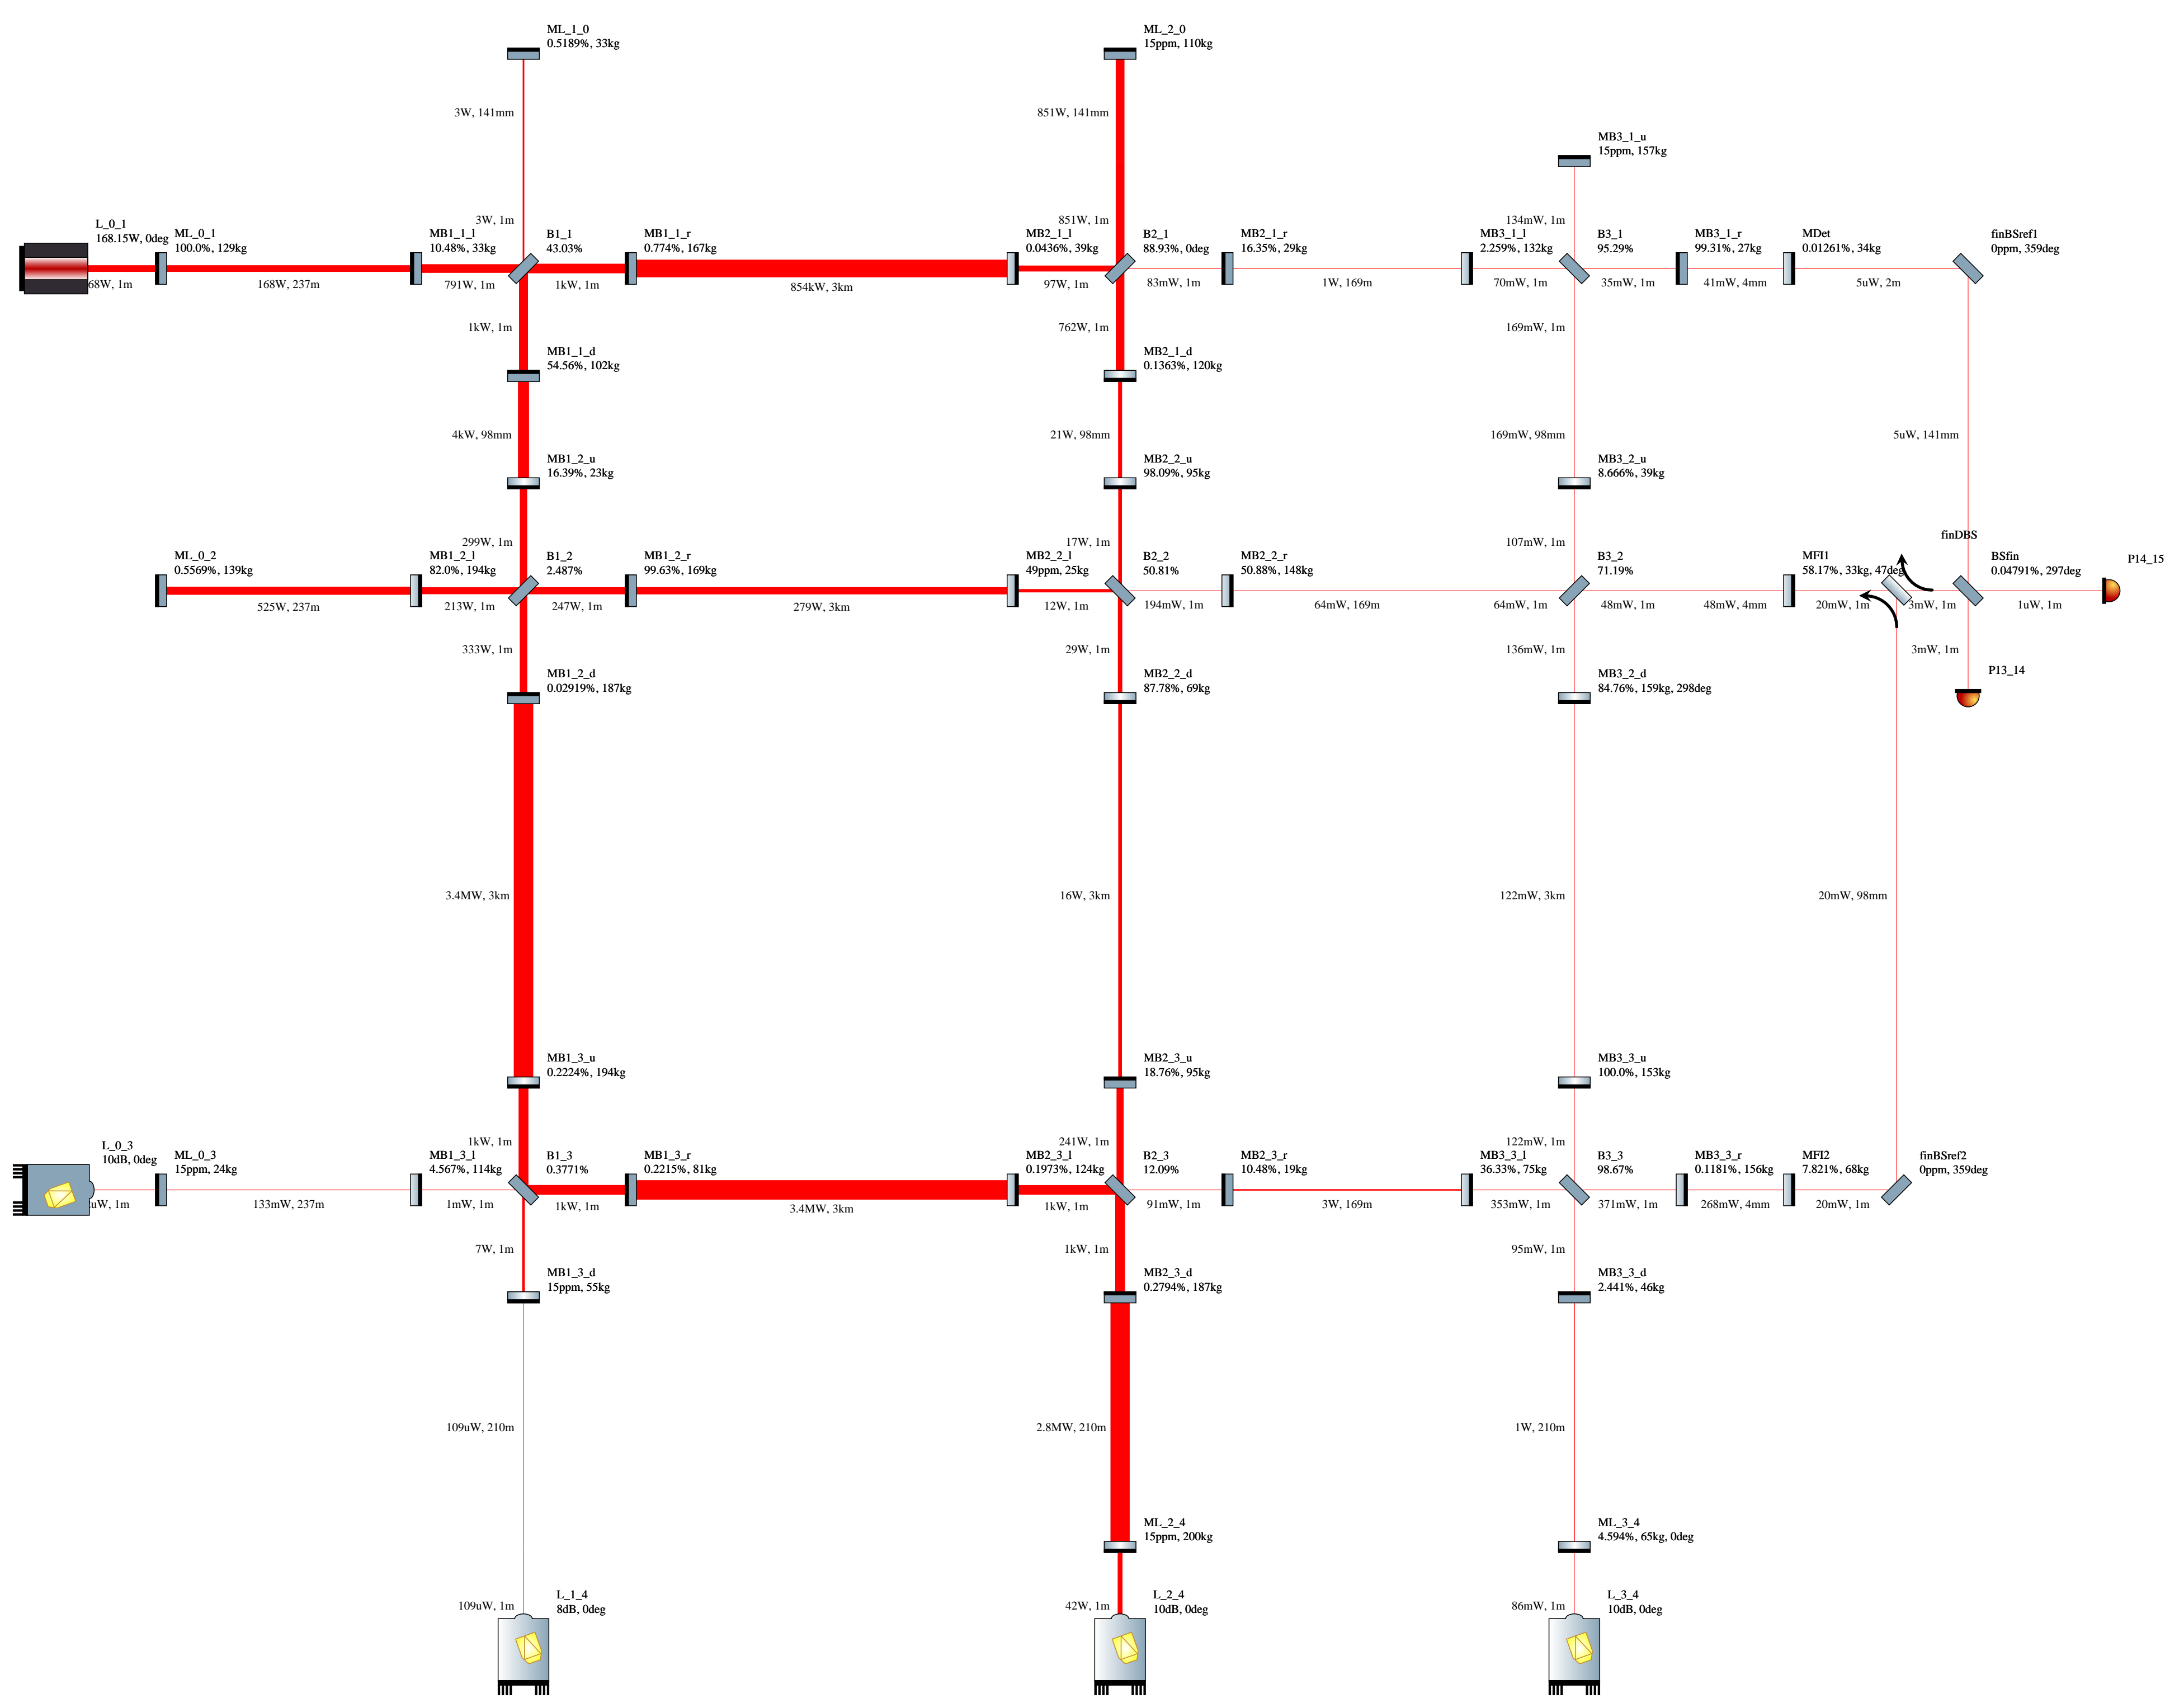 ML_1_0
0.5189%, 33kg
ML_2_0
15ppm, 110kg
3W, 141mm
851W, 141mm
MB3_1_u
15ppm, 157kg
3W, 1m
851W, 1m
134mW, 1m
L_0_1
168.15W, 0deg
ML_0_1
100.0%, 129kg
MB1_1_l
10.48%, 33kg
B1_1
43.03%
MB1_1_r
0.774%, 167kg
MB2_1_l
0.0436%, 39kg
B2_1
88.93%, 0deg
MB2_1_r
16.35%, 29kg
MB3_1_l
2.259%, 132kg
B3_1
95.29%
MB3_1_r
99.31%, 27kg
MDet
0.01261%, 34kg
finBSref1
0ppm, 359deg
68W, 1m
168W, 237m
791W, 1m
1kW, 1m
854kW, 3km
97W, 1m
83mW, 1m
1W, 169m
70mW, 1m
35mW, 1m
41mW, 4mm
5uW, 2m
1kW, 1m
762W, 1m
169mW, 1m
MB1_1_d
54.56%, 102kg
MB2_1_d
0.1363%, 120kg
4kW, 98mm
21W, 98mm
169mW, 98mm
5uW, 141mm
MB1_2_u
16.39%, 23kg
MB2_2_u
98.09%, 95kg
MB3_2_u
8.666%, 39kg
299W, 1m
17W, 1m
107mW, 1m
finDBS
ML_0_2
0.5569%, 139kg
MB1_2_l
82.0%, 194kg
B1_2
2.487%
MB1_2_r
99.63%, 169kg
MB2_2_l
49ppm, 25kg
B2_2
50.81%
MB2_2_r
50.88%, 148kg
B3_2
71.19%
MFI1
58.17%, 33kg, 47deg
BSfin
0.04791%, 297deg
P14_15
525W, 237m
213W, 1m
247W, 1m
279W, 3km
12W, 1m
194mW, 1m
64mW, 169m
64mW, 1m
48mW, 1m
48mW, 4mm
20mW, 1m
3mW, 1m
1uW, 1m
333W, 1m
29W, 1m
136mW, 1m
3mW, 1m
MB1_2_d
0.02919%, 187kg
MB2_2_d
87.78%, 69kg
MB3_2_d
84.76%, 159kg, 298deg
P13_14
3.4MW, 3km
16W, 3km
122mW, 3km
20mW, 98mm
MB1_3_u
0.2224%, 194kg
MB2_3_u
18.76%, 95kg
MB3_3_u
100.0%, 153kg
1kW, 1m
241W, 1m
122mW, 1m
L_0_3
10dB, 0deg
ML_0_3
15ppm, 24kg
MB1_3_l
4.567%, 114kg
B1_3
0.3771%
MB1_3_r
0.2215%, 81kg
MB2_3_l
0.1973%, 124kg
B2_3
12.09%
MB2_3_r
10.48%, 19kg
MB3_3_l
36.33%, 75kg
B3_3
98.67%
MB3_3_r
0.1181%, 156kg
MFI2
7.821%, 68kg
finBSref2
0ppm, 359deg
uW, 1m
133mW, 237m
1mW, 1m
1kW, 1m
3.4MW, 3km
1kW, 1m
91mW, 1m
3W, 169m
353mW, 1m
371mW, 1m
268mW, 4mm
20mW, 1m
7W, 1m
1kW, 1m
95mW, 1m
MB1_3_d
15ppm, 55kg
MB2_3_d
0.2794%, 187kg
MB3_3_d
2.441%, 46kg
109uW, 210m
2.8MW, 210m
1W, 210m
ML_2_4
15ppm, 200kg
ML_3_4
4.594%, 65kg, 0deg
109uW, 1m
L_1_4
8dB, 0deg
42W, 1m
L_2_4
10dB, 0deg
86mW, 1m
L_3_4
10dB, 0deg